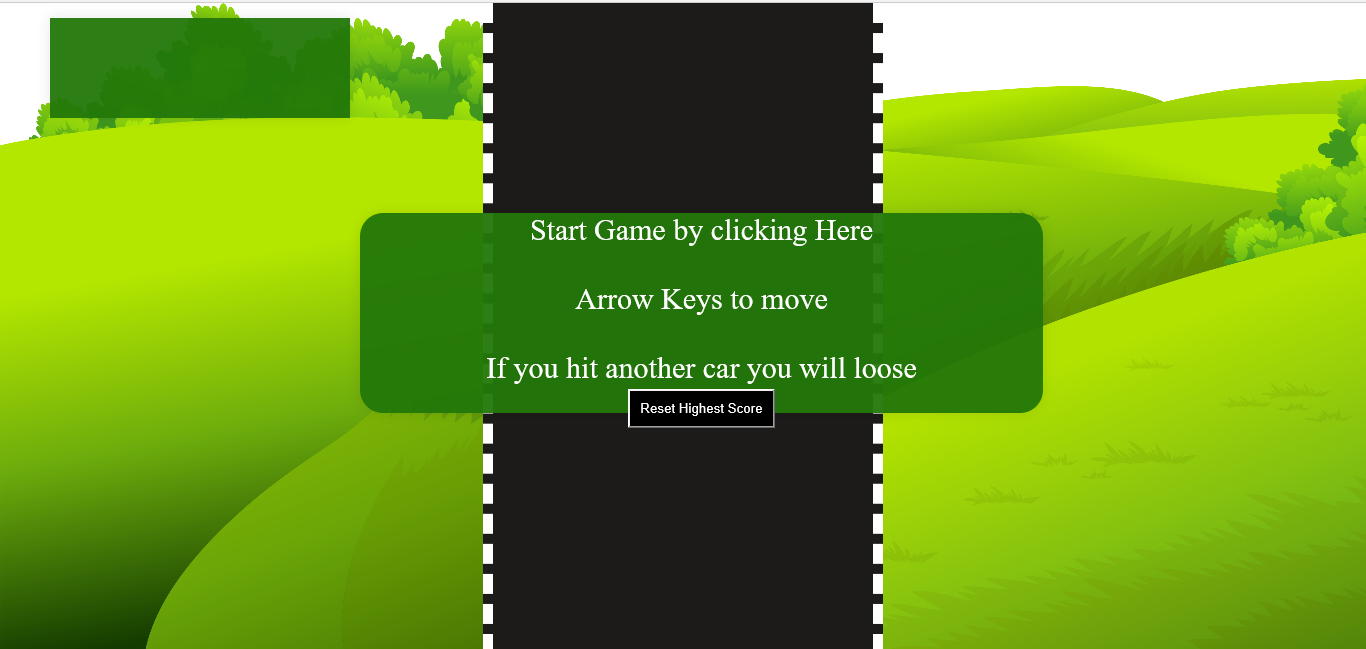 Start Game by clicking Here
Arrow Keys to move
If you hit another car you will loose
Reset Highest Score